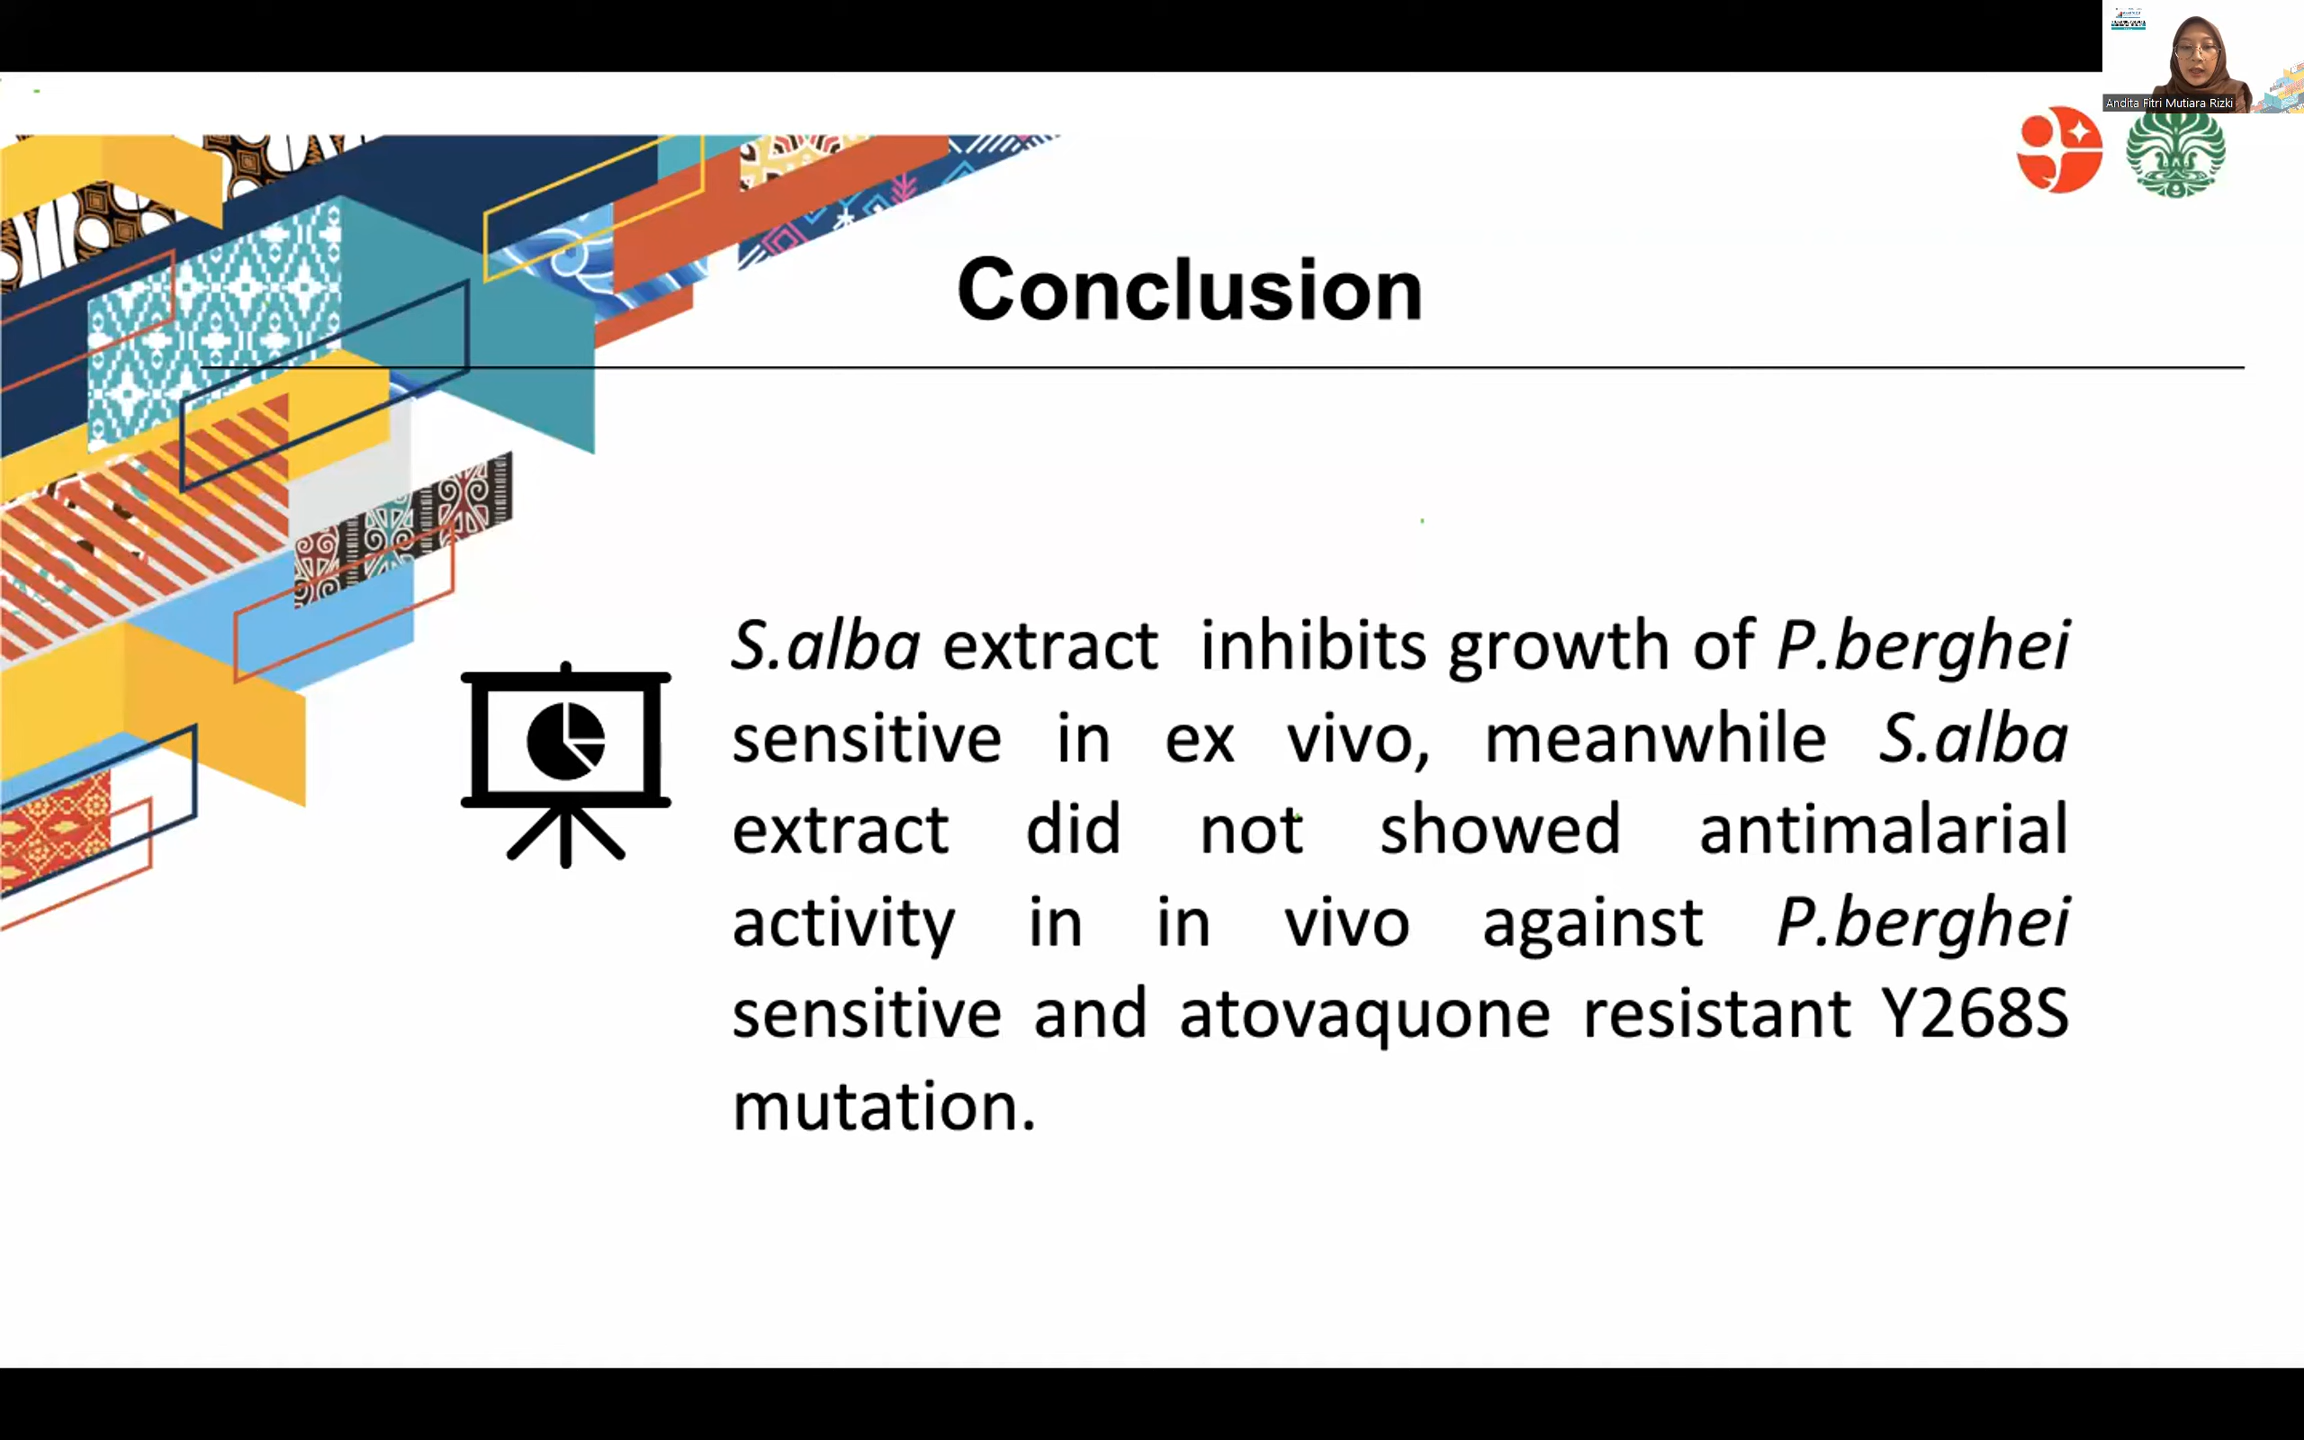 Andita Fitri Mutiara Rizki
Conclusion
S.alba extract inhibits growth of P.berghei
sensitive in ex vivo, meanwhile S.alba
extract did not showed antimalarial
activity in in vivo against P.berghei
sensitive and atovaquone resistant Y268S
mutation.